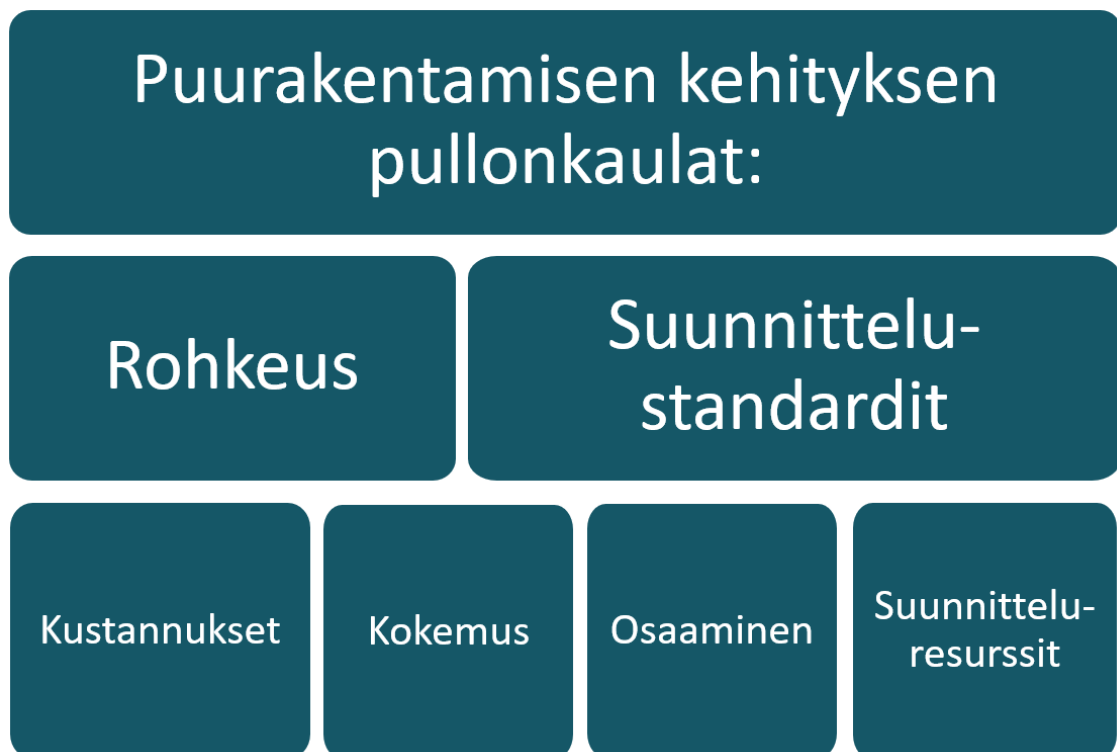 Puurakentamisen kehityksen
pullonkaulat:
Rohkeus
Suunnittelu-
standardit
Kustannukset
Kokemus
Osaaminen
Suunnittelu-
resurssit